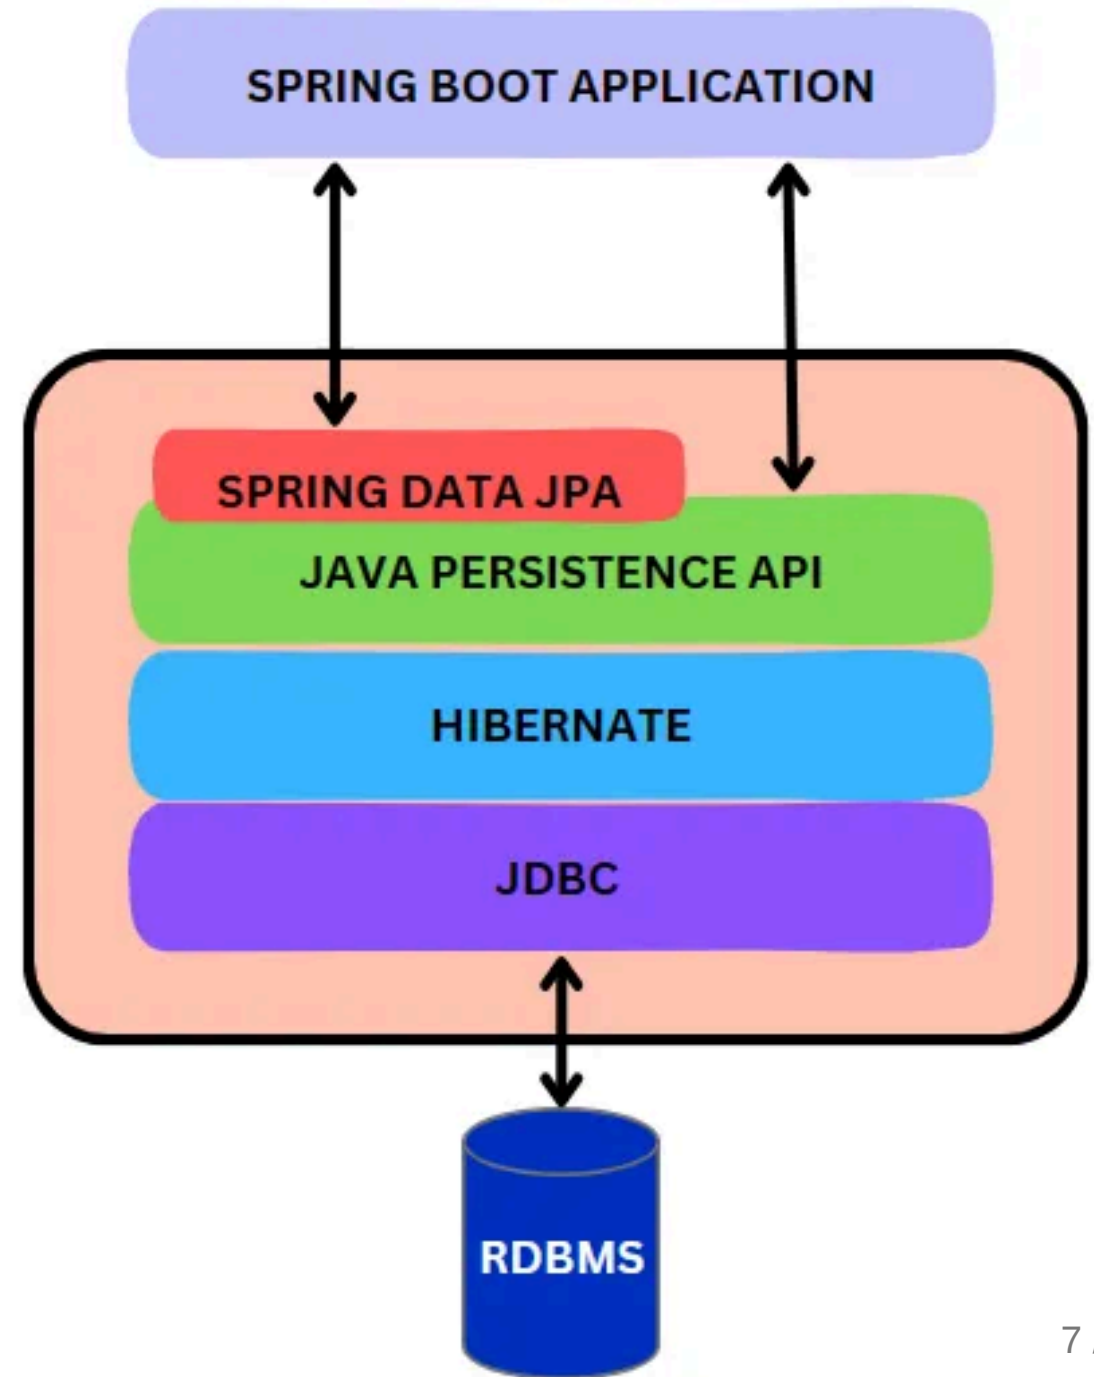 SPRING BOOT APPLICATION
SPRING DATA JPA
JAVA PERSISTENCE API
HIBERNATE
JDBC
RDBMS
7